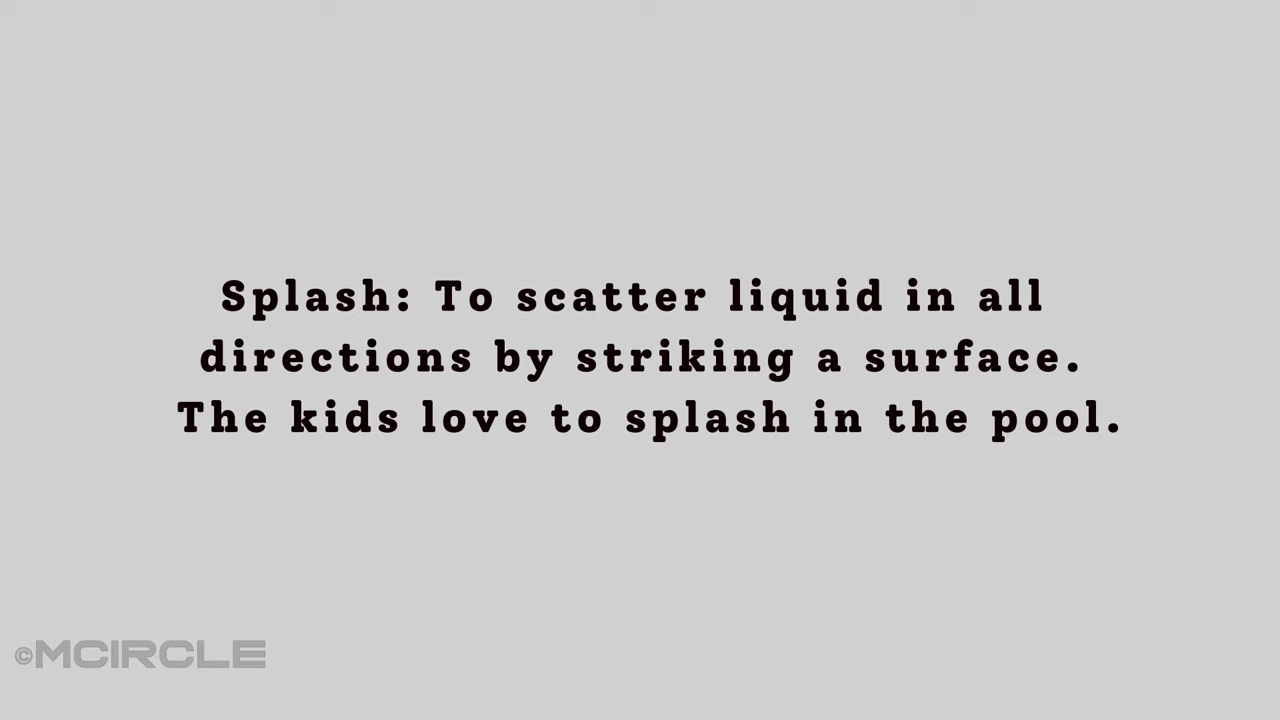 Splash: To scatter liquid in all
directions by striking a surface.
The kids love to splash in the pool.
©MCIRCLE